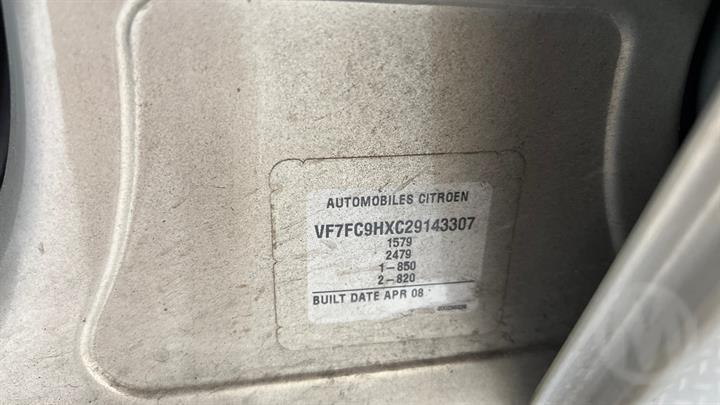 AUTOMOBILES CITROEN
VF7FC9HXC29143307
1579
2479
1-850
2-820
BUILT DATE APR 08
M